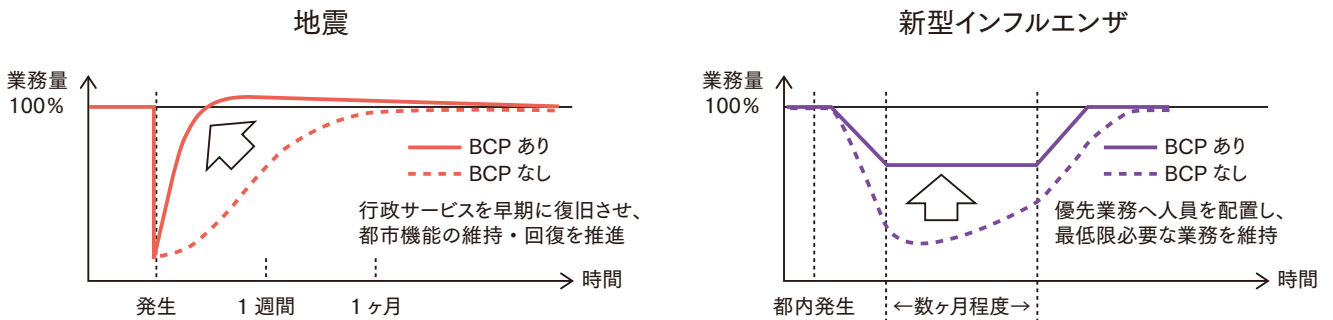 地震
業務量
100%
BCP あり
BCP なし
行政サービスを早期に復旧させ、
都市機能の維持・回復を推進
時間
発生
1 週間
1 ヶ月
新型インフルエンザ
業務量
100%
BCP あり
BCP なし
優先業務へ人員を配置し、
最低限必要な業務を維持
時間
都内発生
←数ヶ月程度→